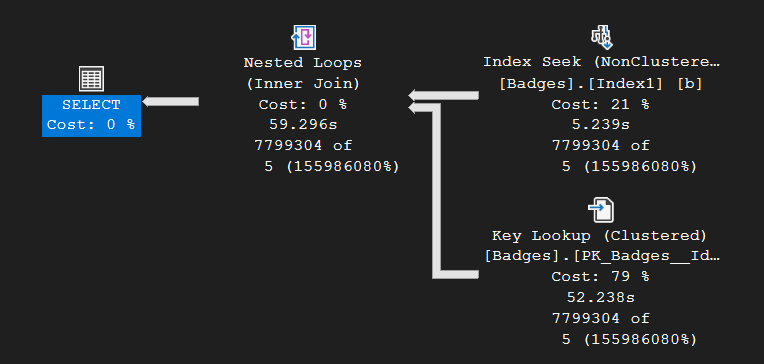 SELECT
Cost: 0 %
Nested Loops
(Inner Join)
Cost: 0 %
59.296s
7799304 of
5 (155986080%)
Index Seek (NonClustere…
[Badges].[Index1] [b]
Cost: 21 %
5.239s
7799304 of
5 (155986080%)
Key Lookup (Clustered)
[Badges].[PK_Badges__Id…
Cost: 79 %
52.238s
7799304 of
5 (155986080%)